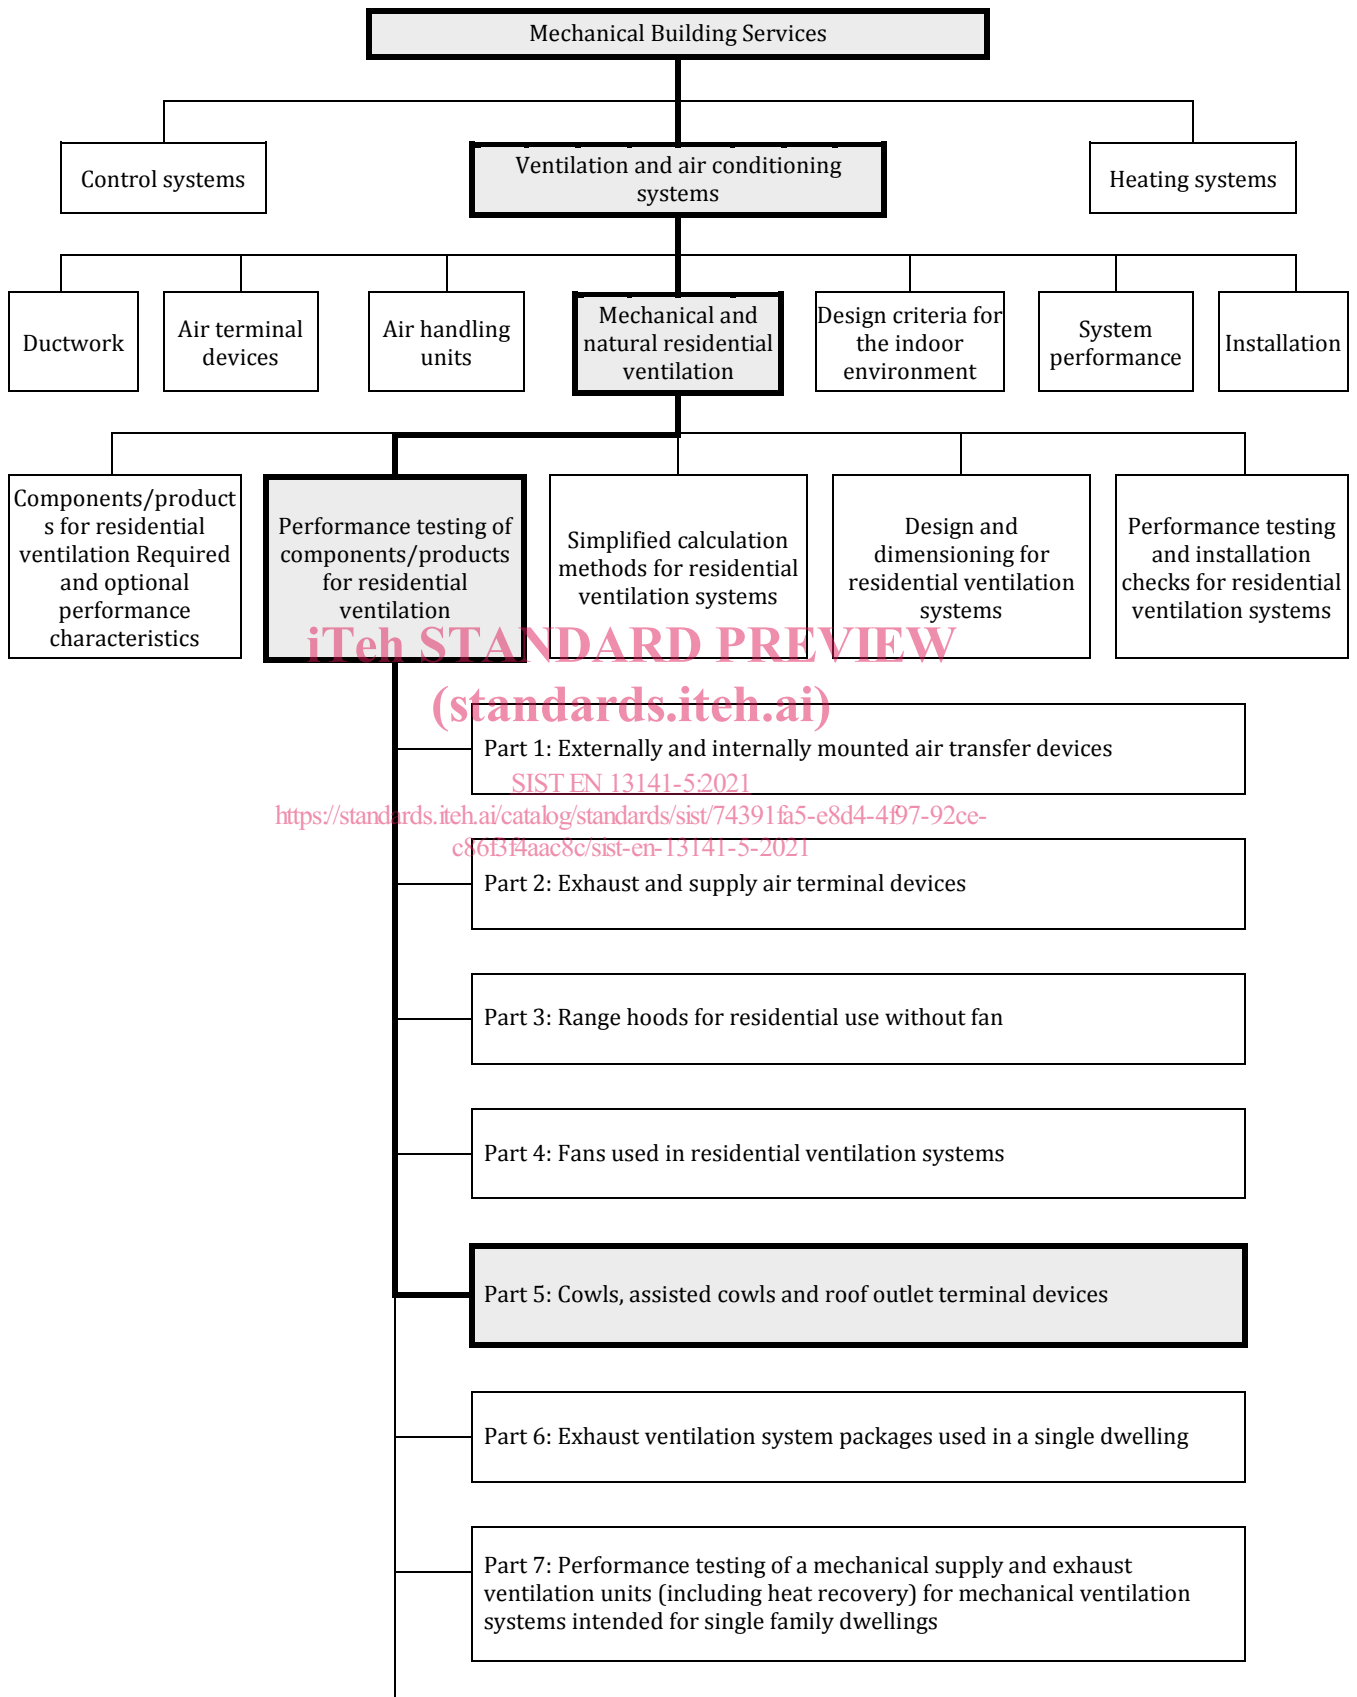 Mechanical Building Services
Control systems
Ventilation and air conditioning
systems
Heating systems
Ductwork
Air terminal
devices
Air handling
units
Mechanical and
natural residential
ventilation
Design criteria for
the indoor
environment
System
performance
Installation
Components/product
s for residential
ventilation Required
and optional
performance
characteristics
Performance testing of
components/products
for residential
ventilation
Simplified calculation
methods for residential
ventilation systems
Design and
dimensioning for
residential ventilation
systems
Performance testing
and installation
checks for residential
ventilation systems
iTeh STANDARD PREVIEW
(standards.iteh.ai)
Part 1: Externally and internally mounted air transfer devices
SIST EN 13141-5:2021
https://standards.iteh.ai/catalog/standards/sist/74391fa5-e8d4-4f97-92ce-
c86f3f4aac8c/sist-en-13141-5-2021
Part 2: Exhaust and supply air terminal devices
Part 3: Range hoods for residential use without fan
Part 4: Fans used in residential ventilation systems
Part 5: Cowls, assisted cowls and roof outlet terminal devices
Part 6: Exhaust ventilation system packages used in a single dwelling
Part 7: Performance testing of a mechanical supply and exhaust
ventilation units (including heat recovery) for mechanical ventilation
systems intended for single family dwellings